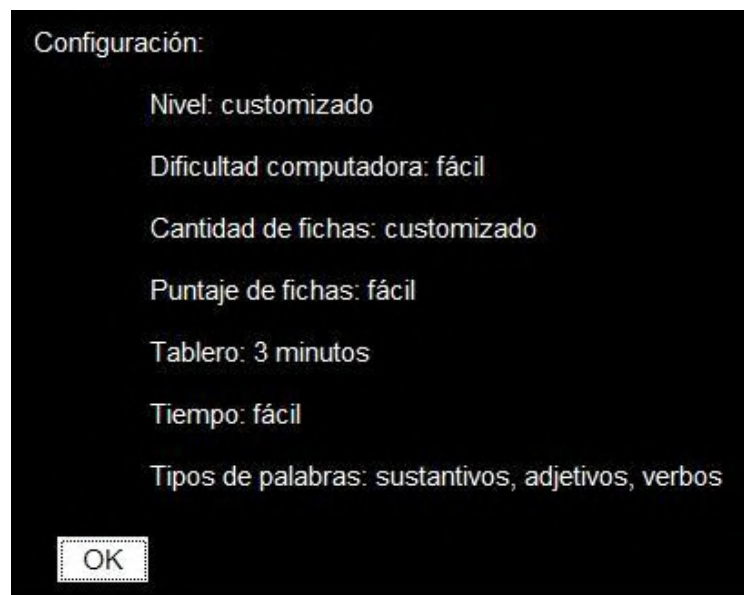 Configuración:
Nivel: customizado
Dificultad computadora: fácil
Cantidad de fichas: customizado
Puntaje de fichas: fácil
Tablero: 3 minutos
Tiempo: fácil
Tipos de palabras: sustantivos, adjetivos, verbos
OK